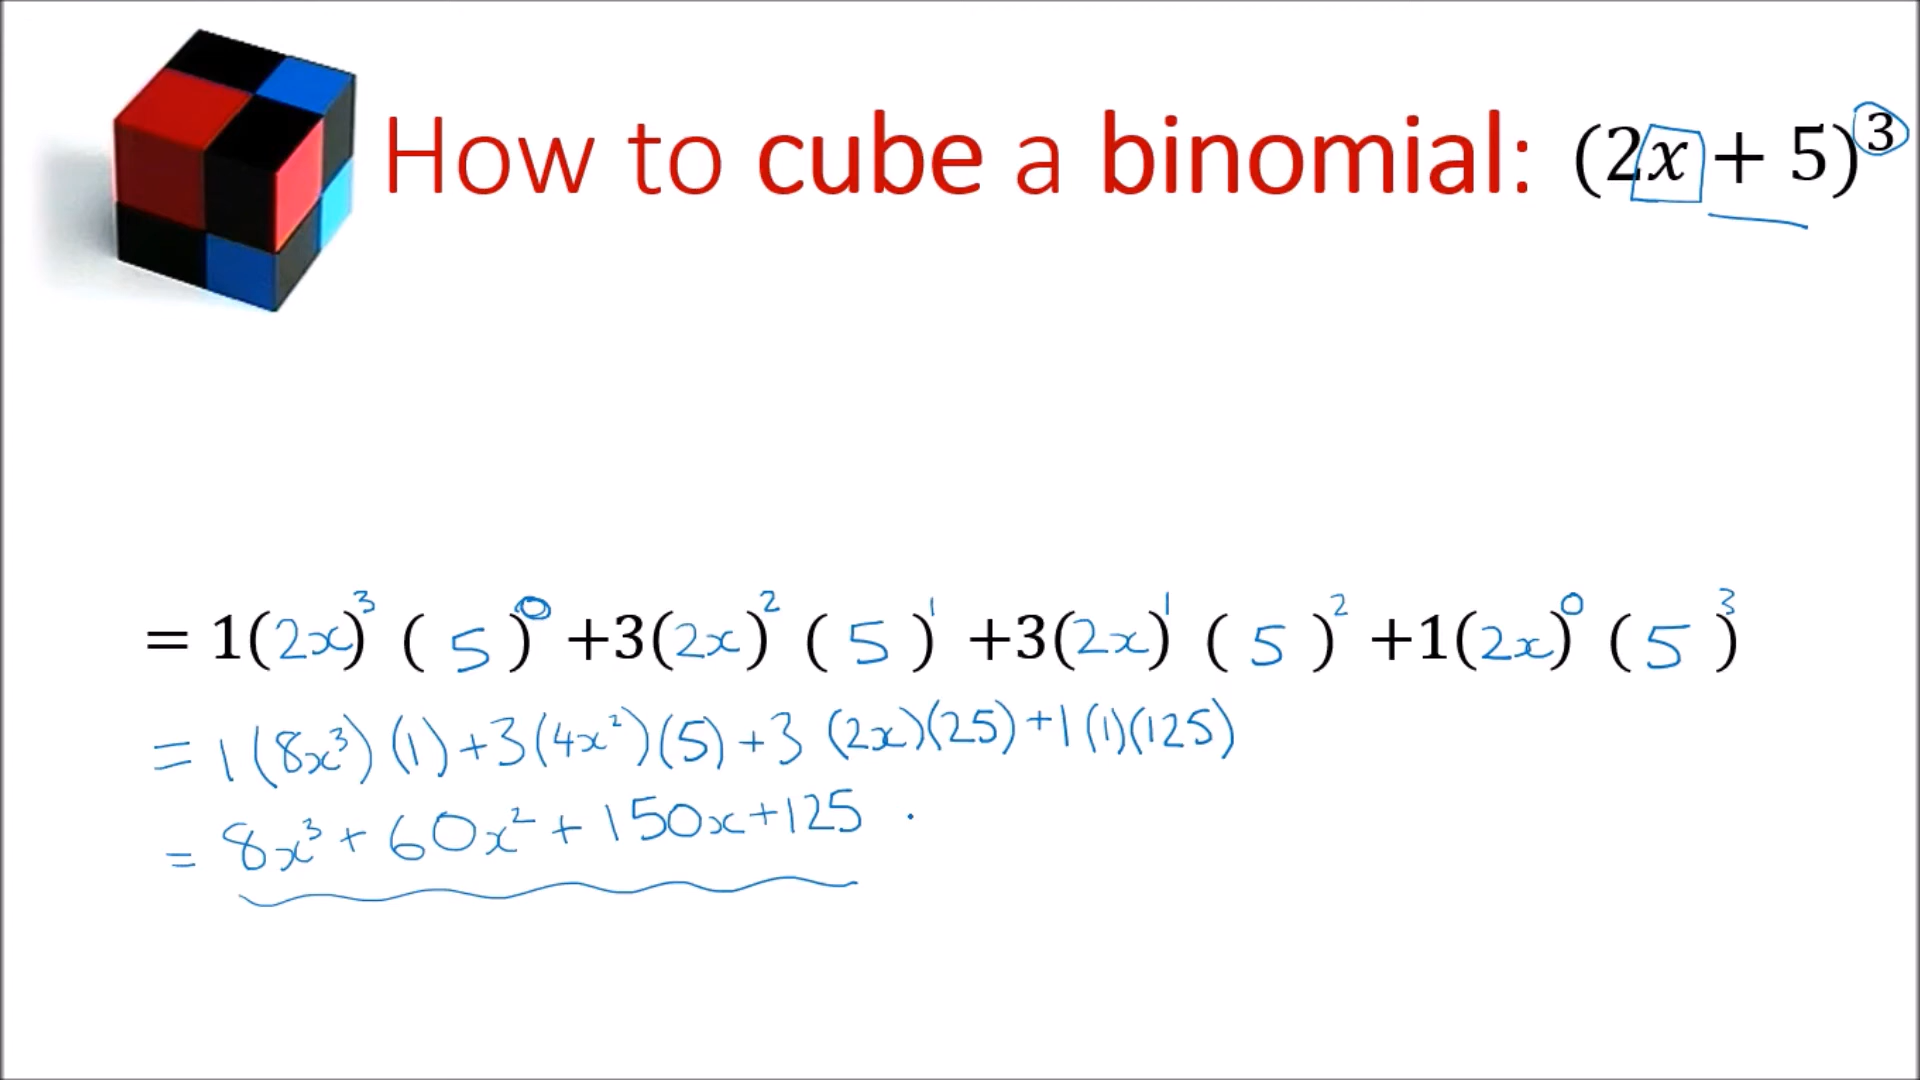 How to cube a binomial: (2x + 5)³
= 1(2x)³ ( 5 )⁰ +3(2x)² ( 5 )¹ +3(2x)¹ ( 5 )² +1(2x)⁰ ( 5 )³
= 1(8x³)(1)+3(4x²)(5)+3(2x)(25)+1(1)(125)
= 8x³ + 60x² + 150x+125